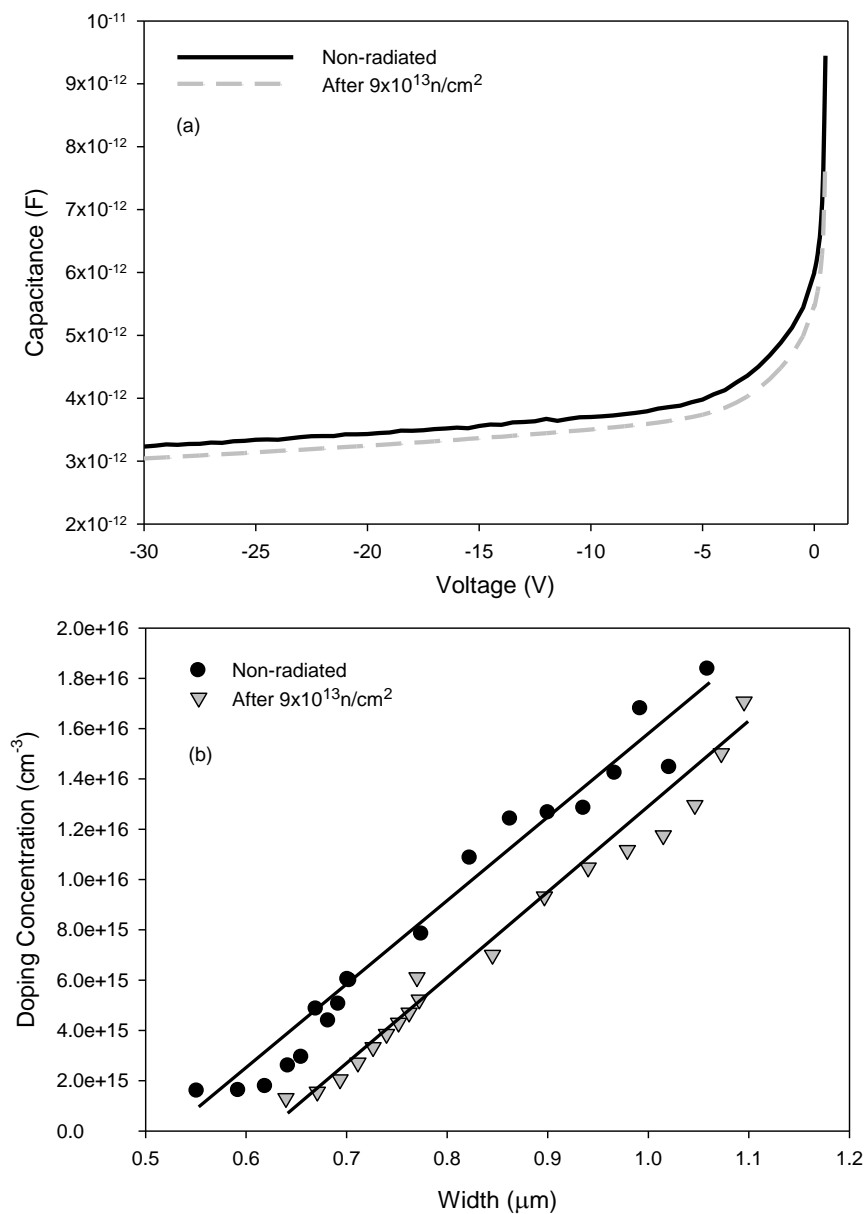 10⁻¹¹
Non-radiated
9x10⁻¹²
After 9x10¹³n/cm²
(a)
8x10⁻¹²
7x10⁻¹²
6x10⁻¹²
5x10⁻¹²
4x10⁻¹²
3x10⁻¹²
2x10⁻¹²
Capacitance (F)
-30 -25 -20 -15 -10 -5 0
Voltage (V)
2.0e+16
Non-radiated
1.8e+16
After 9x10¹³n/cm²
1.6e+16
(b)
1.4e+16
1.2e+16
1.0e+16
8.0e+15
6.0e+15
4.0e+15
2.0e+15
0.0
Doping Concentration (cm⁻³)
0.5 0.6 0.7 0.8 0.9 1.0 1.1 1.2
Width (μm)